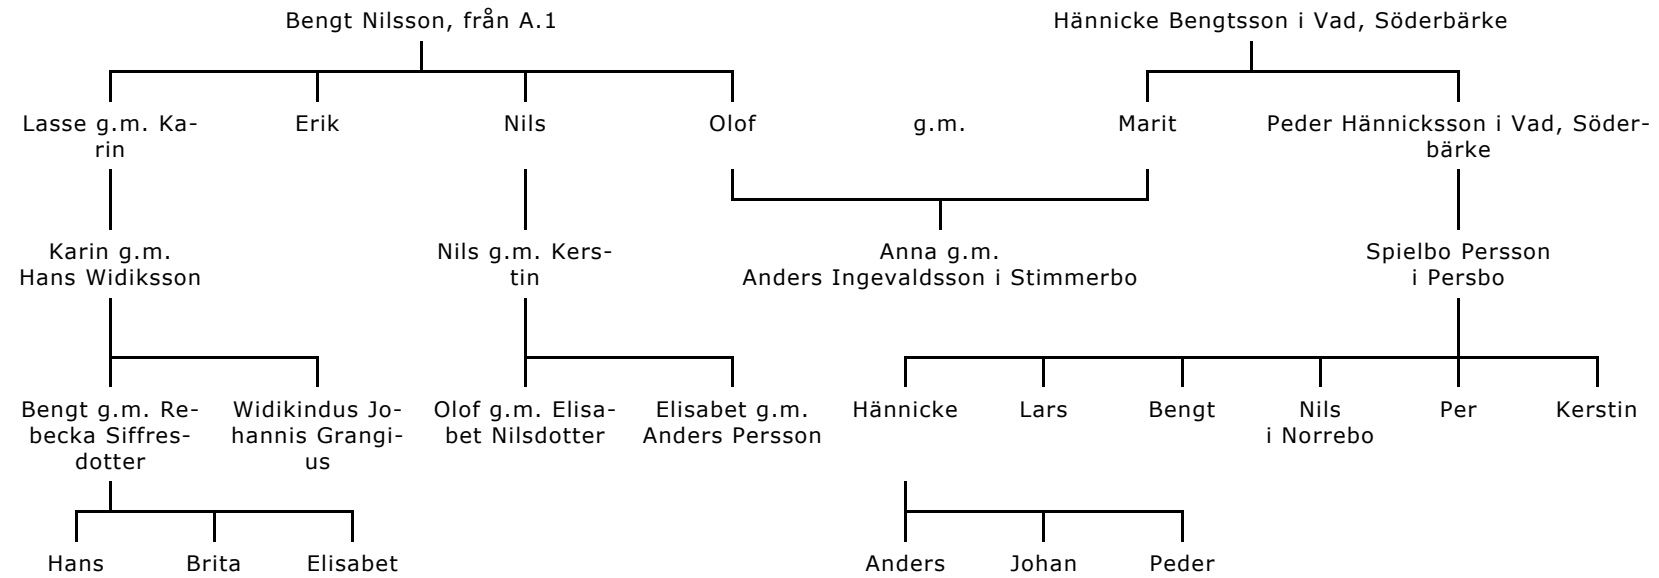 Bengt Nilsson, från A.1
Hännicke Bengtsson i Vad, Söderbärke
Lasse g.m. Ka-
rin
Erik
Nils
Olof
g.m.
Marit
Peder Hännicksson i Vad, Söder-
bärke
Karin g.m.
Hans Widiksson
Nils g.m. Kers-
tin
Anna g.m.
Anders Ingevaldsson i Stimmerbo
Spielbo Persson
i Persbo
Bengt g.m. Re-
becka Siffres-
dotter
Widikindus Jo-
hannis Grangi-
us
Olof g.m. Elisa-
bet Nilsdotter
Elisabet g.m.
Anders Persson
Hännicke
Lars
Bengt
Nils
i Norrebo
Per
Kerstin
Hans
Brita
Elisabet
Anders
Johan
Peder